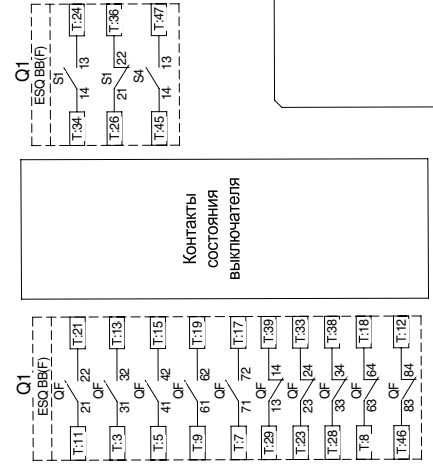 Q1
ESQ BB(F)
T:34 14 S1 13 T:24
T:26 21 S1 22 T:36
T:45 14 S4 13 T:47
Контакты
состояния
выключателя
Q1
ESQ BB(F)
T:11 21 QF 22 T:21
T:3 31 QF 32 T:13
T:5 41 QF 42 T:15
T:9 61 QF 62 T:19
T:7 71 QF 72 T:17
T:29 13 QF 14 T:39
T:23 23 QF 24 T:33
T:28 33 QF 34 T:38
T:8 63 QF 64 T:18
T:46 83 QF 84 T:12